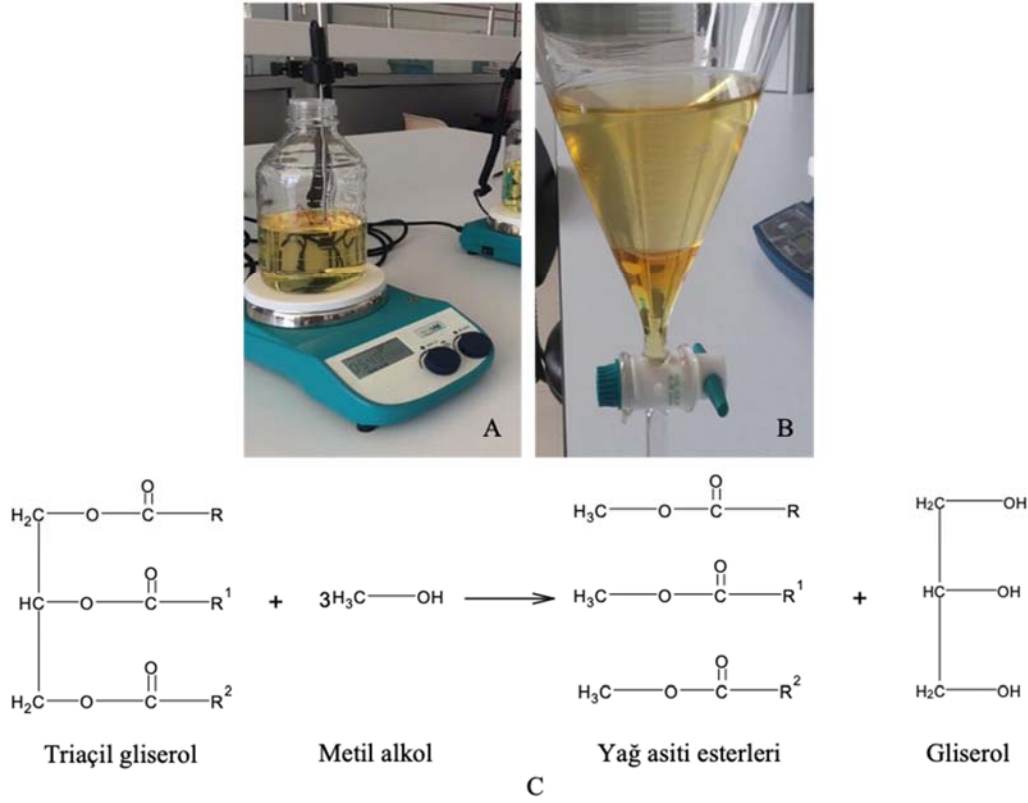 A
B
O
O
O
H₂C
O
C
R
H₃C
O
C
R
H₂C
OH
O
O
HC
O
C
R¹
+
3H₃C
OH
H₃C
O
C
R¹
+
HC
OH
O
O
H₂C
O
C
R²
H₃C
O
C
R²
H₂C
OH
Triaçil gliserol
Metil alkol
Yağ asiti esterleri
Gliserol
C